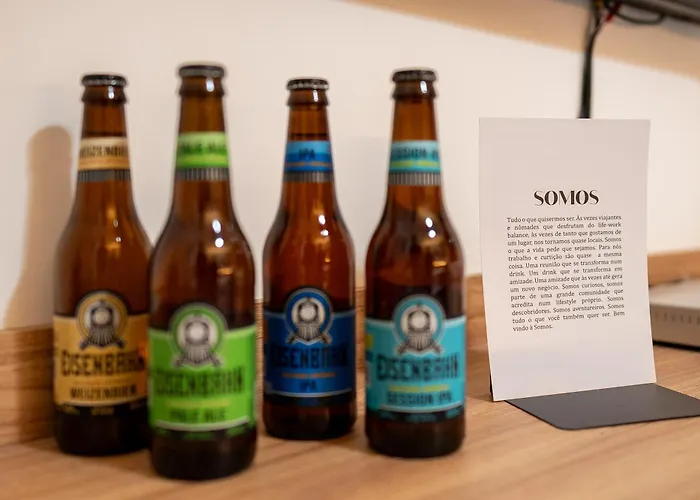 WEIZENBIER
PALE ALE
IPA
SESSION IPA
EISENBAHN
WEIZENBIER
EISENBAHN
PALE ALE
EISENBAHN
IPA
EISENBAHN
SESSION IPA
SOMOS
Tudo o que quisermos ser. Às vezes viajantes
e nômades que desfrutam do life-work
balance, às vezes de tanto que gostamos de
um lugar, nos tornamos quase locais. Somos
o que a vida pede que sejamos. Para nós
trabalho e curtição são quase a mesma
coisa. Uma reunião que se transforma num
drink. Um drink que se transforma em
amizade. Uma amizade que às vezes até gera
um novo negócio. Somos curiosos, somos
parte de uma grande comunidade que
acredita num lifestyle próprio. Somos
descobridores. Somos aventureiros. Somos
tudo o que você também quer ser. Bem
vindo à Somos.